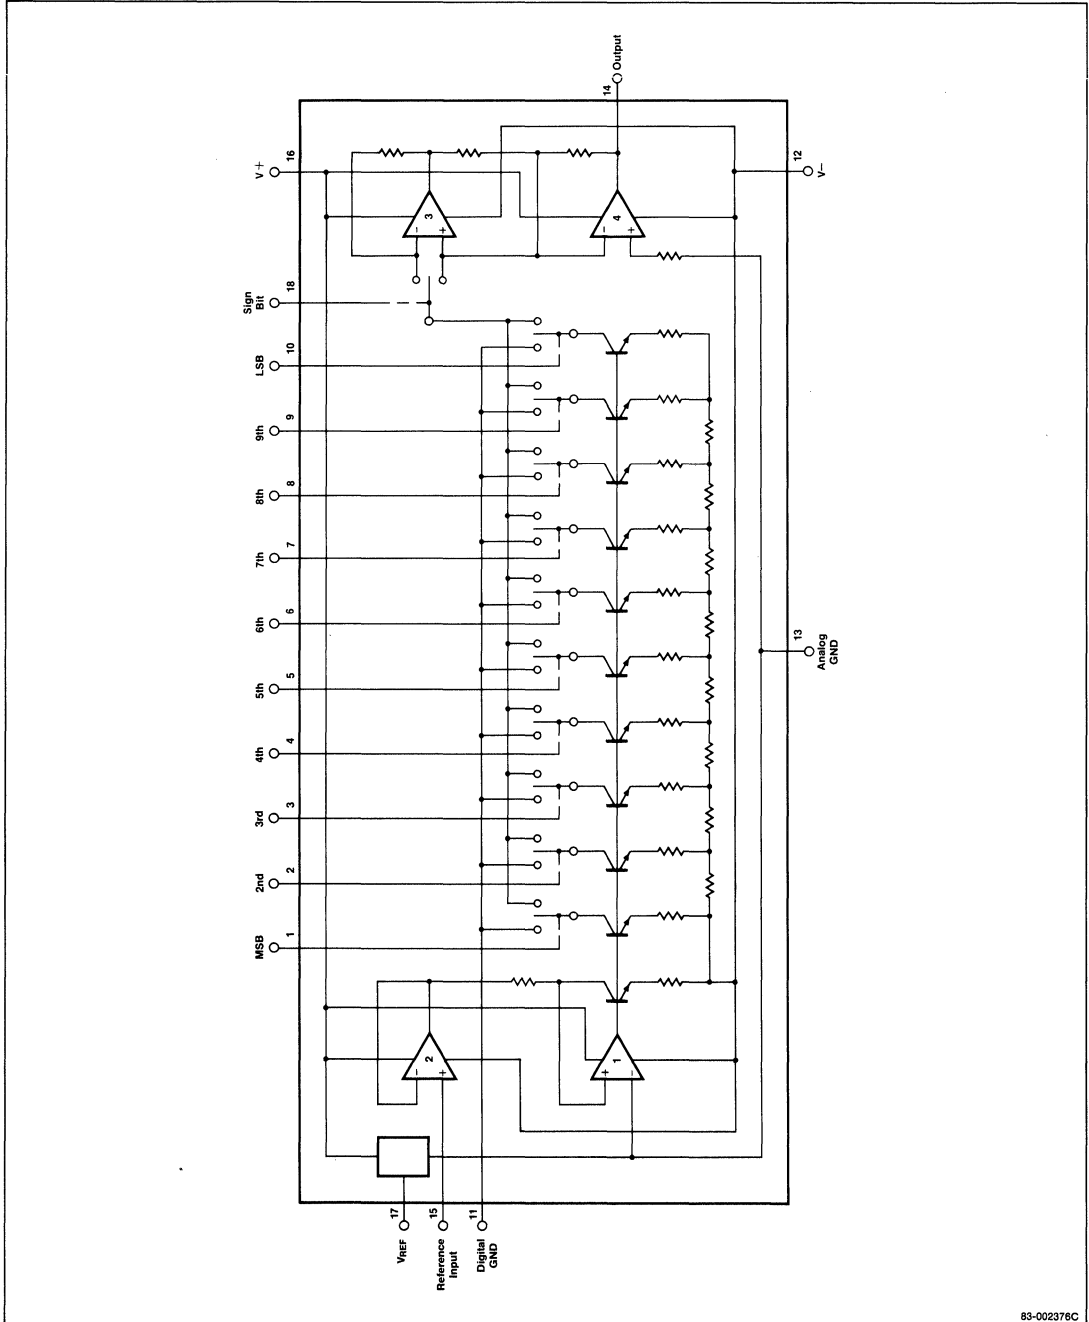 14 Output
V+ 16
12 V–
3
4
– +
– +
Sign Bit 18
LSB 10
9th 9
8th 8
7th 7
6th 6
5th 5
4th 4
3rd 3
2nd 2
MSB 1
13 Analog GND
2
1
– +
+ –
17 VREF
15 Reference Input
11 Digital GND
83-002376C